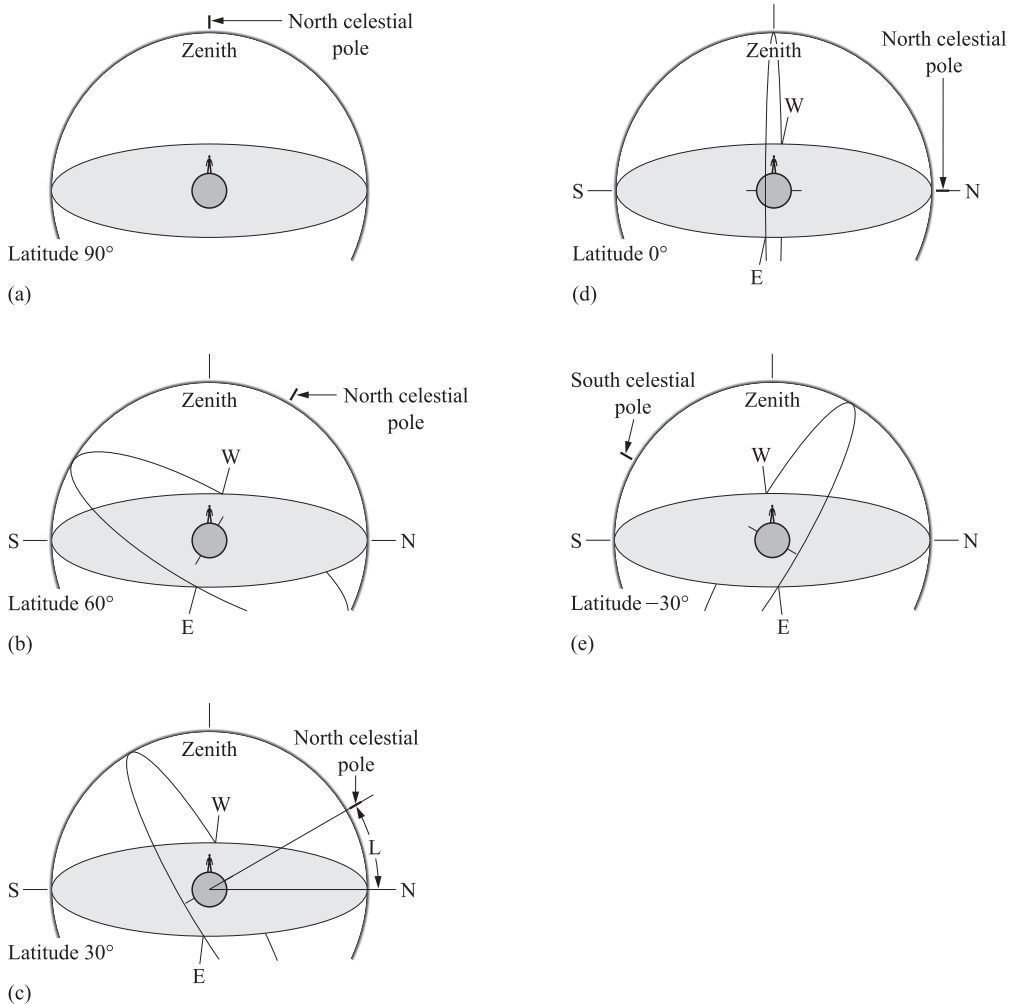 North celestial
pole
Zenith
Latitude 90°
(a)
North celestial
pole
Zenith
W
S
N
Latitude 0°
E
(d)
North celestial
pole
Zenith
W
S
N
Latitude 60°
E
(b)
South celestial
pole
Zenith
W
S
N
Latitude −30°
E
(e)
North celestial
pole
Zenith
W
L
S
N
Latitude 30°
E
(c)